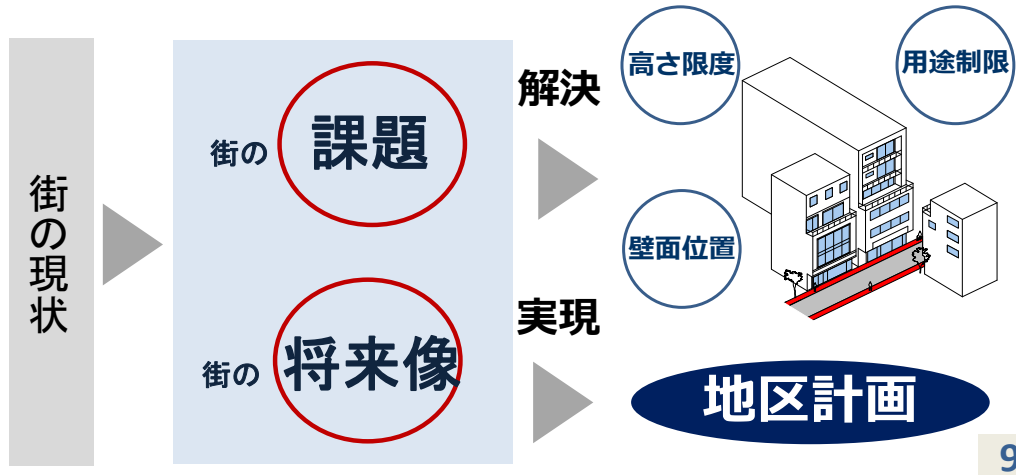 街の現状
街の 課題
街の 将来像
解決
実現
高さ限度
用途制限
壁面位置
地区計画
9